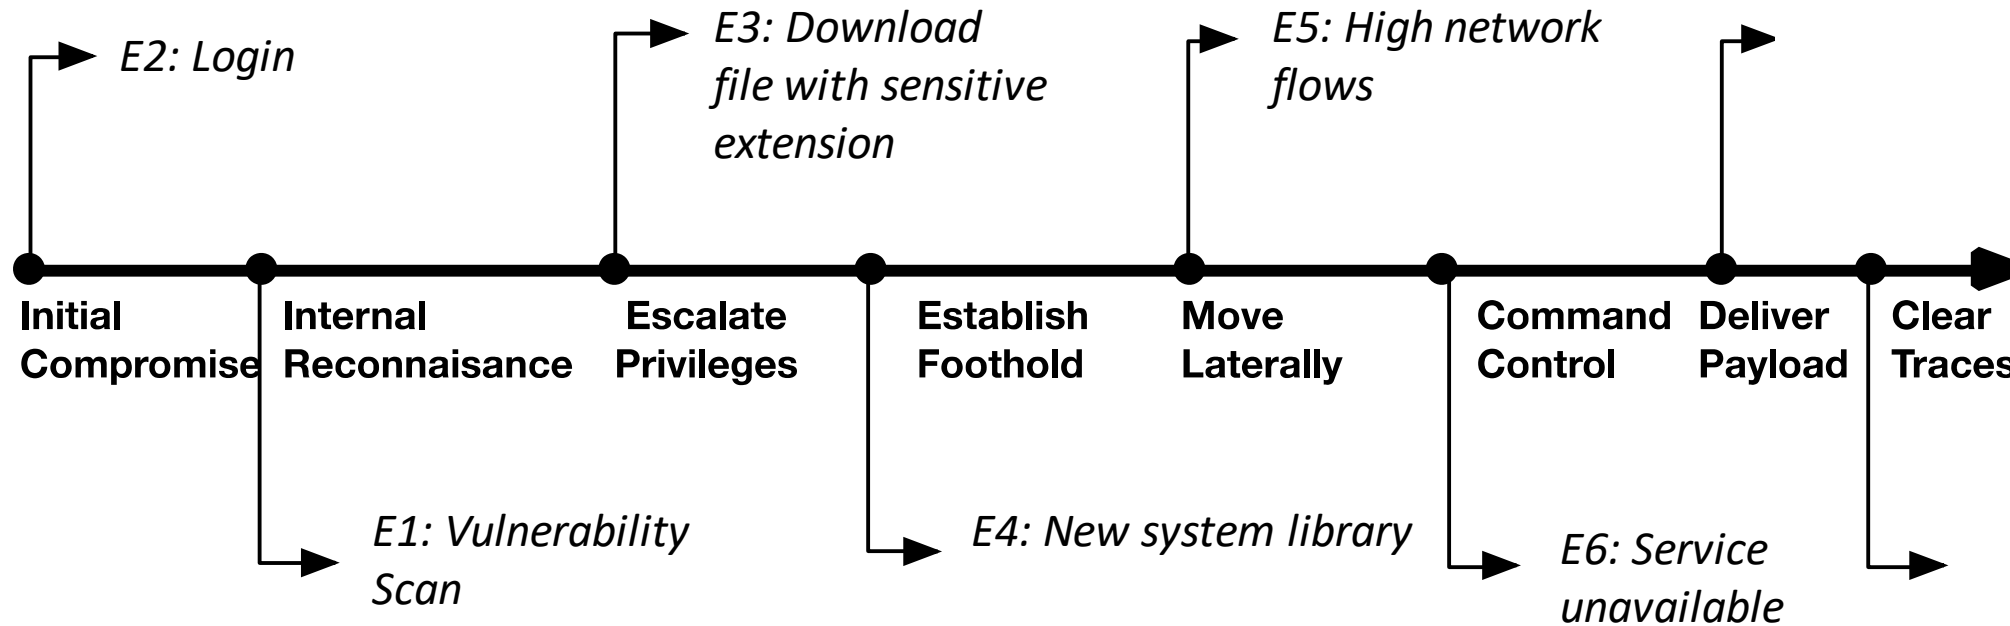 E2: Login
E3: Download
file with sensitive
extension
E5: High network
flows
Initial
Compromise
Internal
Reconnaisance
Escalate
Privileges
Establish
Foothold
Move
Laterally
Command
Control
Deliver
Payload
Clear
Traces
E1: Vulnerability
Scan
E4: New system library
E6: Service
unavailable